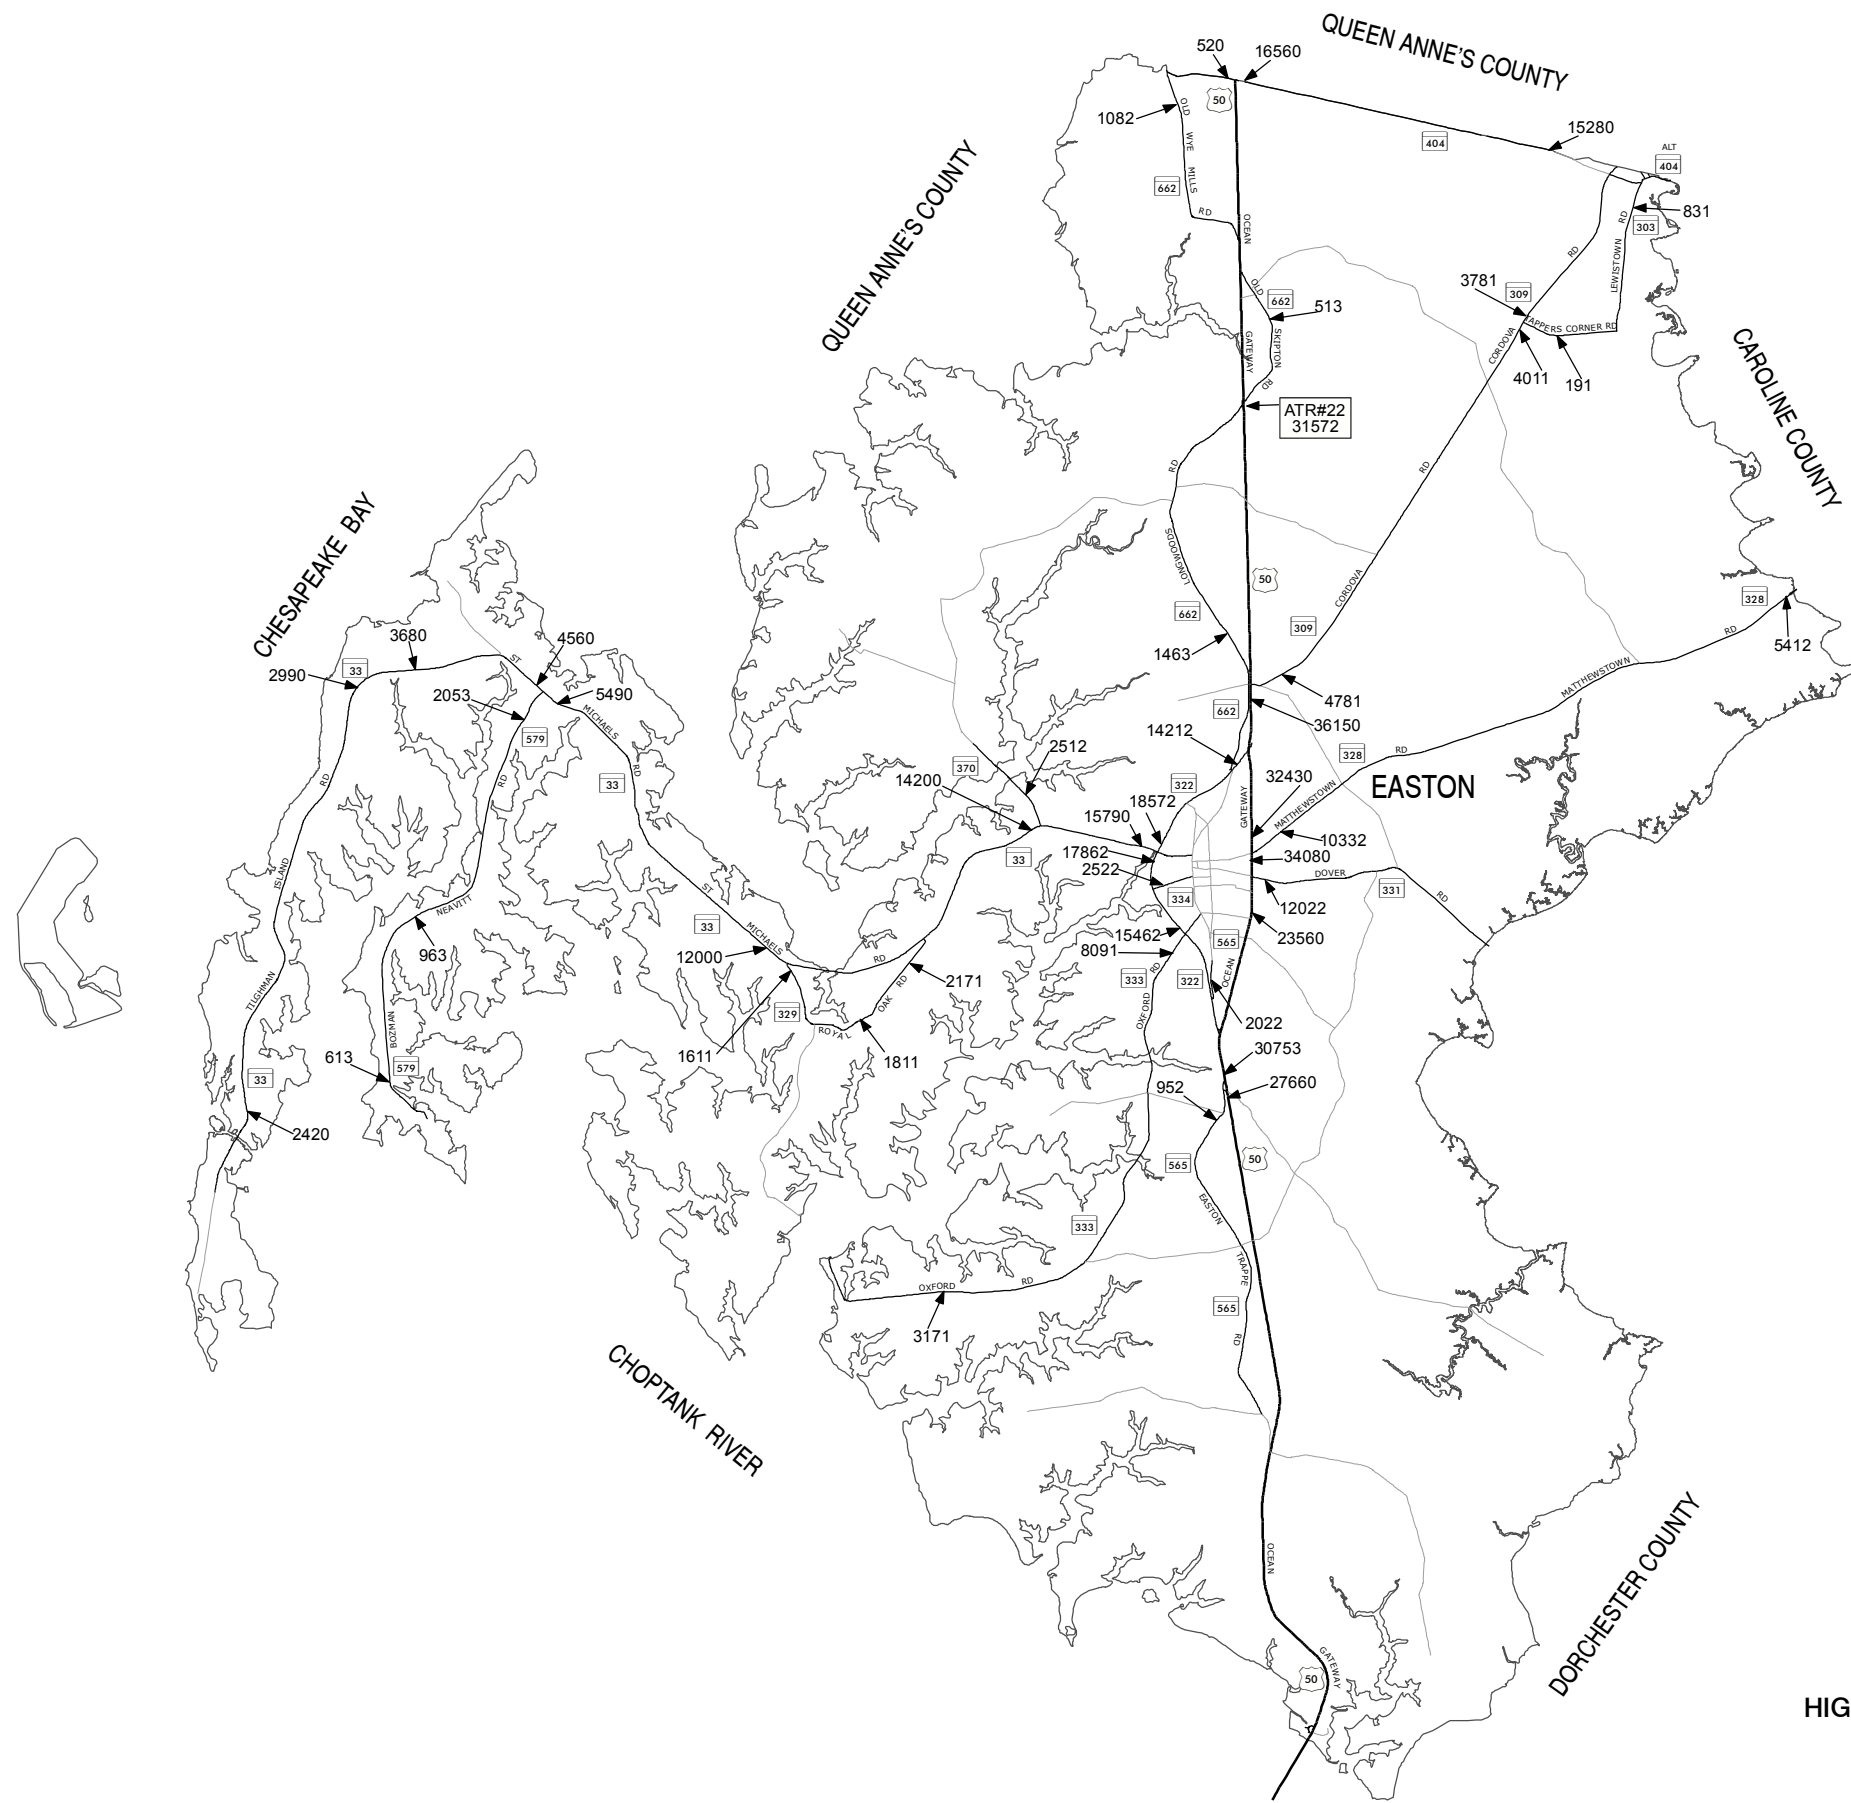 QUEEN ANNE'S COUNTY
520
16560
50
1082
OLD WYE MILLS RD
404
15280
ALT
404
662
831
303
RD
LEWISTOWN RD
OCEAN
QUEEN ANNE'S COUNTY
OLD
662
513
SKIPTON
RD
GATEWAY
3781
309
TAPPERS CORNER RD
CORDOVA
4011
191
CAROLINE COUNTY
ATR#22
31572
RD
RD
LONGWOODS
50
CORDOVA
CHESAPEAKE BAY
662
309
328
RD
5412
3680
4560
33
2990
ST
1463
MATTHEWSTOWN
2053
5490
MICHAELS
4781
662
36150
579
14212
2512
328
RD
RD
33
370
RD
14200
322
32430
EASTON
RD
GATEWAY
MATTHEWSTOWN
18572
15790
10332
17862
34080
33
2522
DOVER
331
RD
ISLAND
ST
334
12022
NEAVITT
963
33
MICHAELS
15462
565
23560
12000
8091
RD
333
RD
322
OCEAN
2171
RD
OAK
TILGHMAN
329
ROYAL
OXFORD
2022
BOZMAN
1611
1811
30753
613
579
33
952
27660
2420
565
50
EASTON
333
TRAPPE
OXFORD
RD
565
3171
RD
CHOPTANK RIVER
OCEAN
DORCHESTER COUNTY
GATEWAY
50
HIG